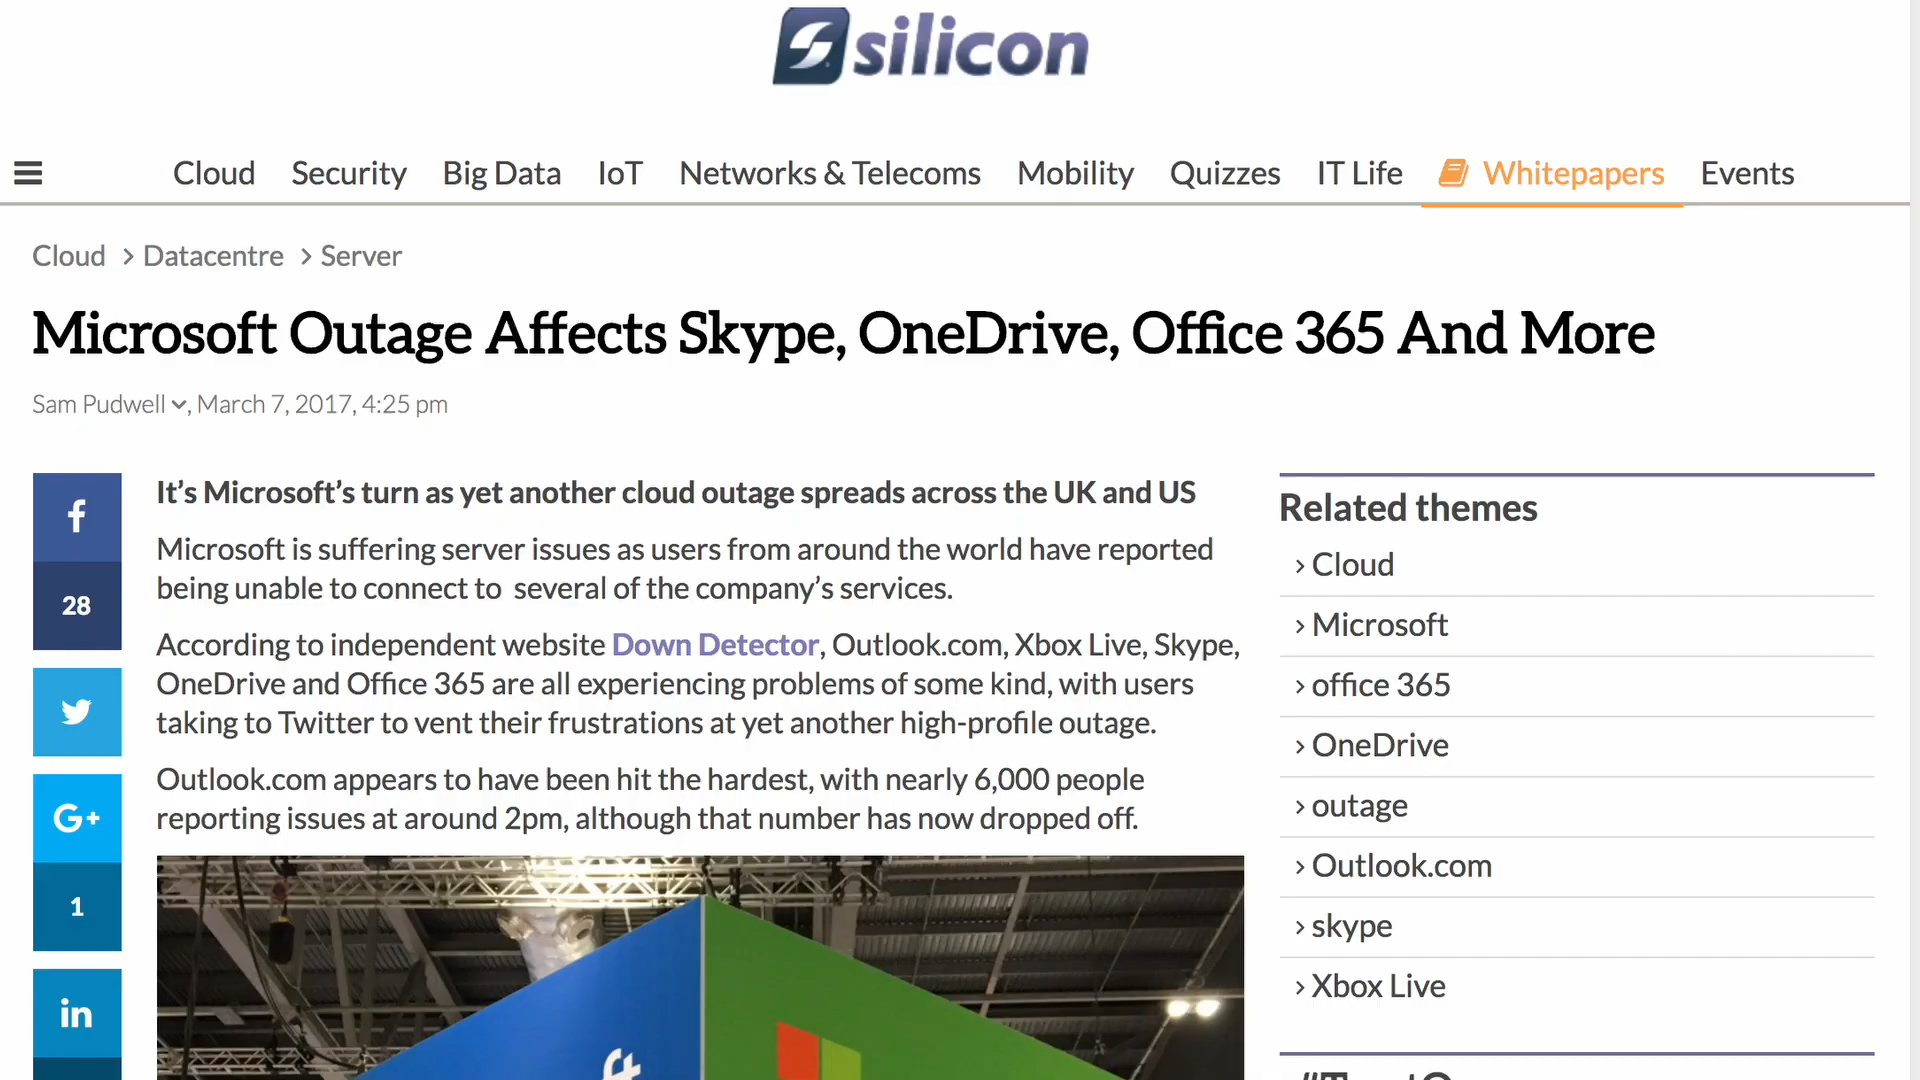 silicon
Cloud Security Big Data IoT Networks & Telecoms Mobility Quizzes IT Life Whitepapers Events
Cloud > Datacentre > Server
Microsoft Outage Affects Skype, OneDrive, Office 365 And More
Sam Pudwell, March 7, 2017, 4:25 pm
28
1
It's Microsoft's turn as yet another cloud outage spreads across the UK and US
Microsoft is suffering server issues as users from around the world have reported
being unable to connect to several of the company's services.
According to independent website Down Detector, Outlook.com, Xbox Live, Skype,
OneDrive and Office 365 are all experiencing problems of some kind, with users
taking to Twitter to vent their frustrations at yet another high-profile outage.
Outlook.com appears to have been hit the hardest, with nearly 6,000 people
reporting issues at around 2pm, although that number has now dropped off.
Related themes
> Cloud
> Microsoft
> office 365
> OneDrive
> outage
> Outlook.com
> skype
> Xbox Live